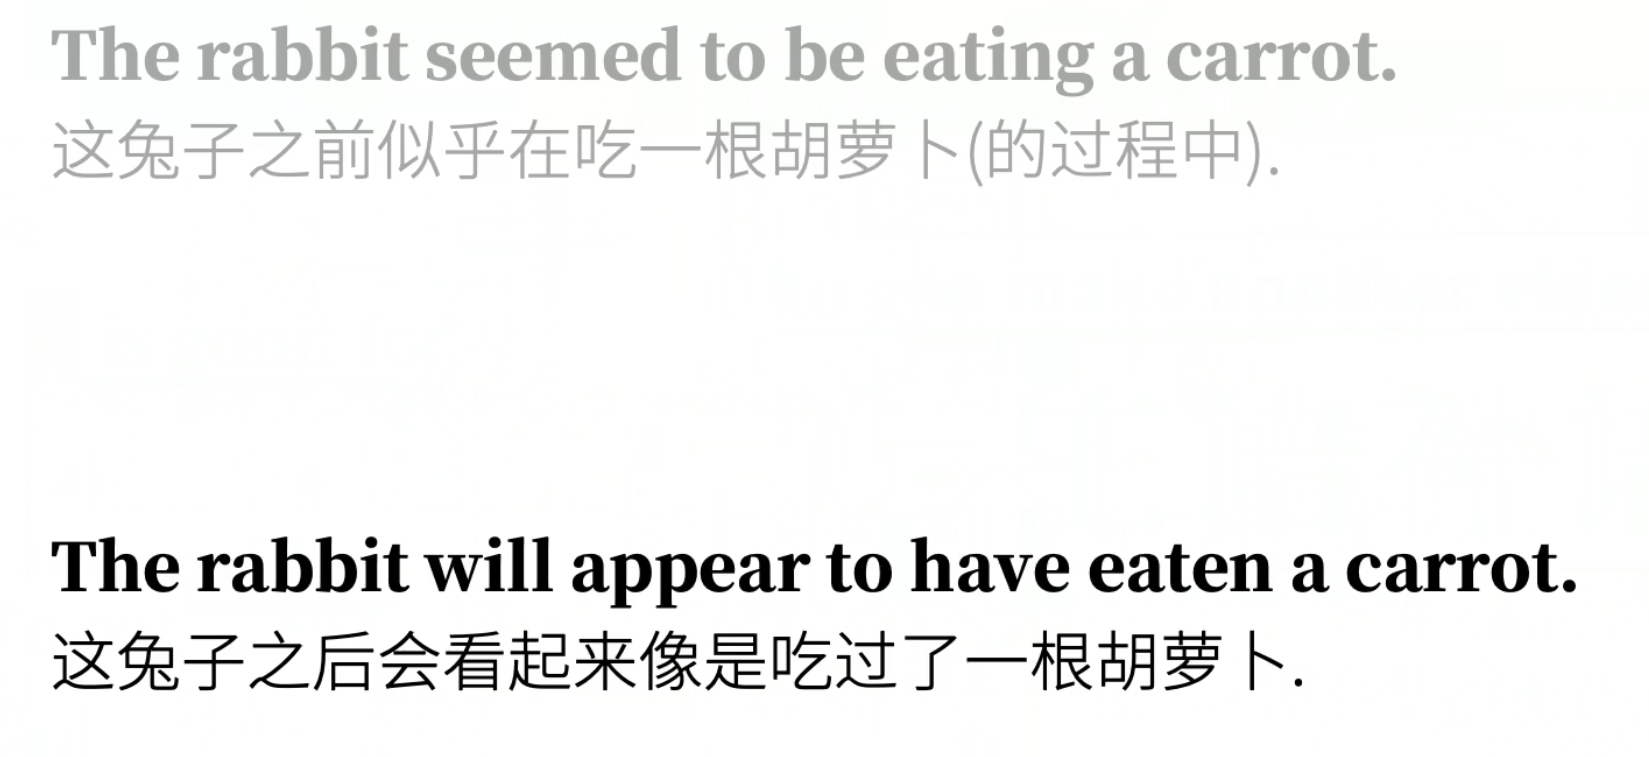 The rabbit seemed to be eating a carrot.
这兔子之前似乎在吃一根胡萝卜(的过程中).
The rabbit will appear to have eaten a carrot.
这兔子之后会看起来像是吃过了一根胡萝卜.